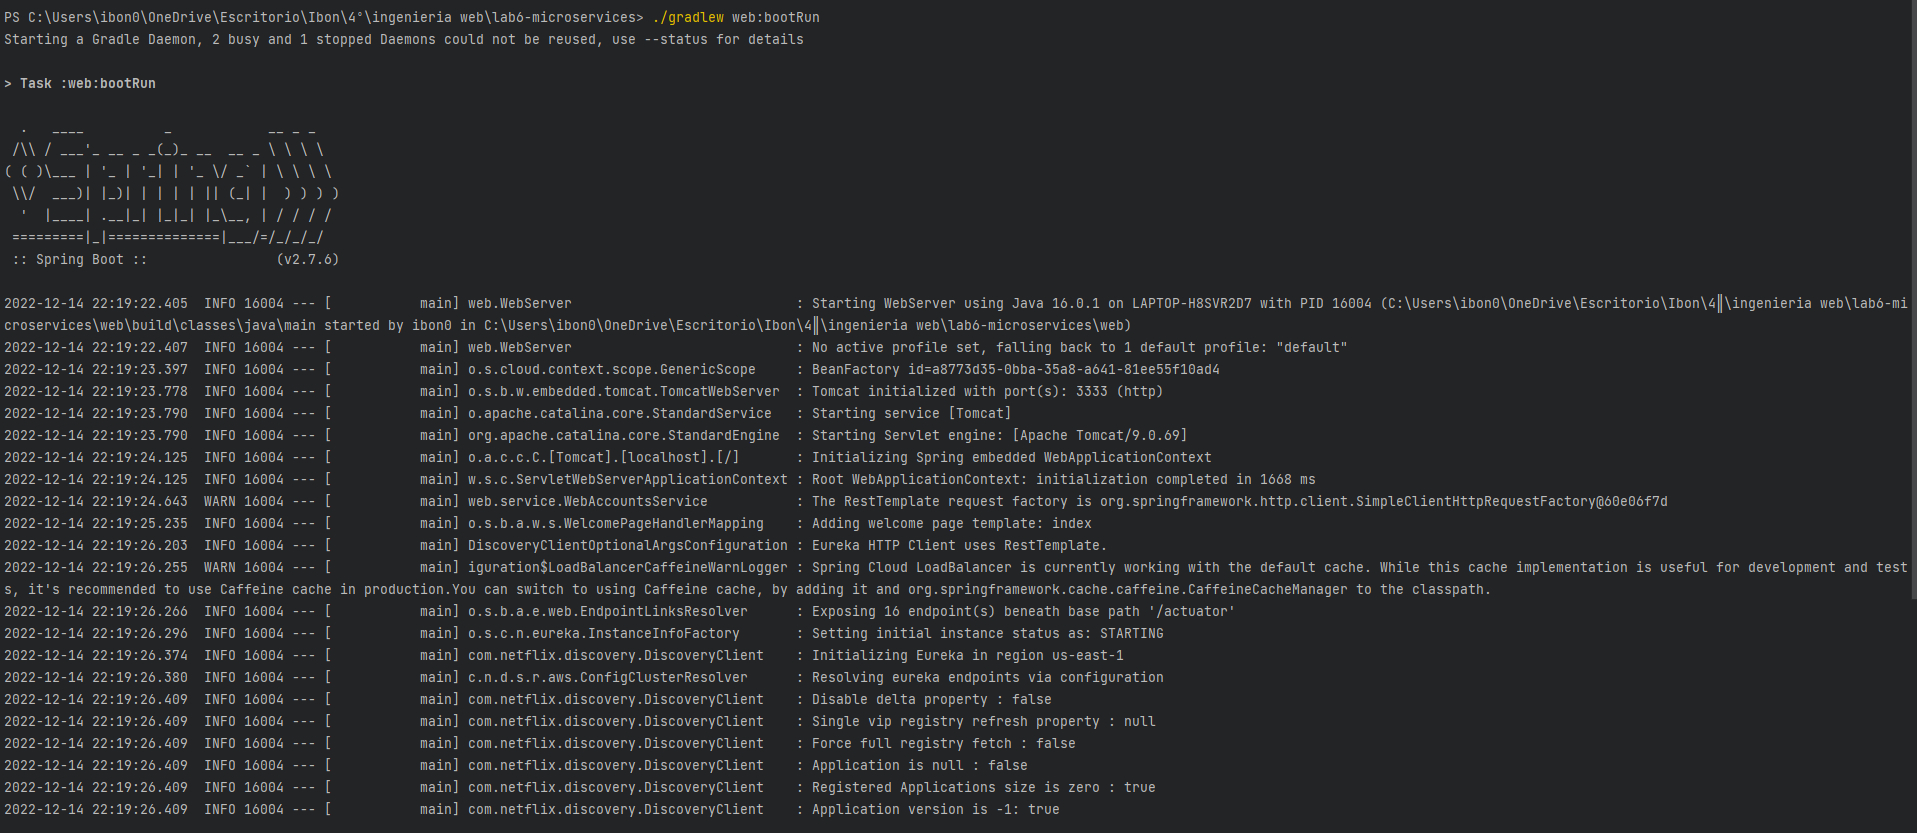 PS C:\Users\ibon0\OneDrive\Escritorio\Ibon\4°\ingenieria web\lab6-microservices> ./gradlew web:bootRun
Starting a Gradle Daemon, 2 busy and 1 stopped Daemons could not be reused, use --status for details
> Task :web:bootRun
  .   ____          _            __ _ _
 /\\ / ___'_ __ _ _(_)_ __  __ _ \ \ \ \
( ( )\___ | '_ | '_| | '_ \/ _` | \ \ \ \
 \\/  ___)| |_)| | | | | || (_| |  ) ) ) )
  '  |____| .__|_| |_|_| |_\__, | / / / /
 =========|_|==============|___/=/_/_/_/
 :: Spring Boot ::                (v2.7.6)
2022-12-14 22:19:22.405  INFO 16004 --- [           main] web.WebServer                            : Starting WebServer using Java 16.0.1 on LAPTOP-H8SVR2D7 with PID 16004 (C:\Users\ibon0\OneDrive\Escritorio\Ibon\4║\ingenieria web\lab6-mi
croservices\web\build\classes\java\main started by ibon0 in C:\Users\ibon0\OneDrive\Escritorio\Ibon\4║\ingenieria web\lab6-microservices\web)
2022-12-14 22:19:22.407  INFO 16004 --- [           main] web.WebServer                            : No active profile set, falling back to 1 default profile: "default"
2022-12-14 22:19:23.397  INFO 16004 --- [           main] o.s.cloud.context.scope.GenericScope     : BeanFactory id=a8773d35-0bba-35a8-a641-81ee55f10ad4
2022-12-14 22:19:23.778  INFO 16004 --- [           main] o.s.b.w.embedded.tomcat.TomcatWebServer  : Tomcat initialized with port(s): 3333 (http)
2022-12-14 22:19:23.790  INFO 16004 --- [           main] o.apache.catalina.core.StandardService   : Starting service [Tomcat]
2022-12-14 22:19:23.790  INFO 16004 --- [           main] org.apache.catalina.core.StandardEngine  : Starting Servlet engine: [Apache Tomcat/9.0.69]
2022-12-14 22:19:24.125  INFO 16004 --- [           main] o.a.c.c.C.[Tomcat].[localhost].[/]       : Initializing Spring embedded WebApplicationContext
2022-12-14 22:19:24.125  INFO 16004 --- [           main] w.s.c.ServletWebServerApplicationContext : Root WebApplicationContext: initialization completed in 1668 ms
2022-12-14 22:19:24.643  WARN 16004 --- [           main] web.service.WebAccountsService           : The RestTemplate request factory is org.springframework.http.client.SimpleClientHttpRequestFactory@60e06f7d
2022-12-14 22:19:25.235  INFO 16004 --- [           main] o.s.b.a.w.s.WelcomePageHandlerMapping    : Adding welcome page template: index
2022-12-14 22:19:26.203  INFO 16004 --- [           main] DiscoveryClientOptionalArgsConfiguration : Eureka HTTP Client uses RestTemplate.
2022-12-14 22:19:26.255  WARN 16004 --- [           main] iguration$LoadBalancerCaffeineWarnLogger : Spring Cloud LoadBalancer is currently working with the default cache. While this cache implementation is useful for development and test
s, it's recommended to use Caffeine cache in production.You can switch to using Caffeine cache, by adding it and org.springframework.cache.caffeine.CaffeineCacheManager to the classpath.
2022-12-14 22:19:26.266  INFO 16004 --- [           main] o.s.b.a.e.web.EndpointLinksResolver      : Exposing 16 endpoint(s) beneath base path '/actuator'
2022-12-14 22:19:26.296  INFO 16004 --- [           main] o.s.c.n.eureka.InstanceInfoFactory       : Setting initial instance status as: STARTING
2022-12-14 22:19:26.374  INFO 16004 --- [           main] com.netflix.discovery.DiscoveryClient    : Initializing Eureka in region us-east-1
2022-12-14 22:19:26.380  INFO 16004 --- [           main] c.n.d.s.r.aws.ConfigClusterResolver      : Resolving eureka endpoints via configuration
2022-12-14 22:19:26.409  INFO 16004 --- [           main] com.netflix.discovery.DiscoveryClient    : Disable delta property : false
2022-12-14 22:19:26.409  INFO 16004 --- [           main] com.netflix.discovery.DiscoveryClient    : Single vip registry refresh property : null
2022-12-14 22:19:26.409  INFO 16004 --- [           main] com.netflix.discovery.DiscoveryClient    : Force full registry fetch : false
2022-12-14 22:19:26.409  INFO 16004 --- [           main] com.netflix.discovery.DiscoveryClient    : Application is null : false
2022-12-14 22:19:26.409  INFO 16004 --- [           main] com.netflix.discovery.DiscoveryClient    : Registered Applications size is zero : true
2022-12-14 22:19:26.409  INFO 16004 --- [           main] com.netflix.discovery.DiscoveryClient    : Application version is -1: true